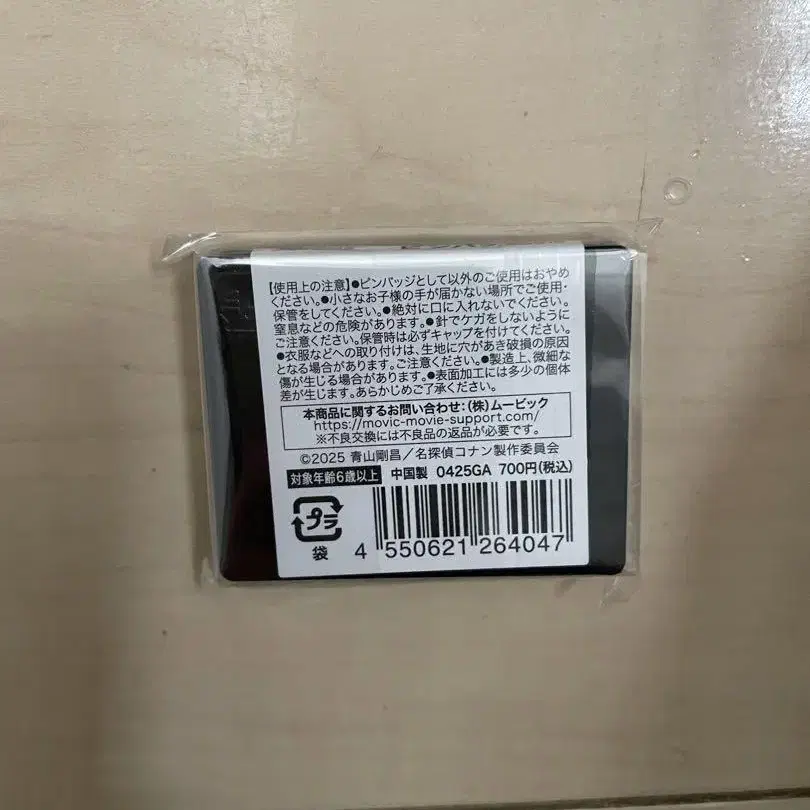 【使用上の注意】●ピンバッジとして以外のご使用はおやめ
ください。●小さなお子様の手が届かない場所でご使用・
保管をしてください。●絶対に口に入れないでください。
窒息などの危険があります。●針でケガをしないように
ご注意ください。保管時は必ずキャップを付けてください。
●衣服などへの取り付けは、生地に穴があき破損の原因
となる場合があります。ご注意ください。●製造上、微細な
傷が生じる場合があります。●表面加工には多少の個体
差が生じます。あらかじめご了承ください。
本商品に関するお問い合わせ:(株)ムービック
https://movic-movie-support.com/
※不良交換には不良品の返品が必要です。
©2025 青山剛昌/名探偵コナン製作委員会
対象年齢6歳以上 中国製 0425GA 700円(税込)
プラ
袋
4 550621 264047